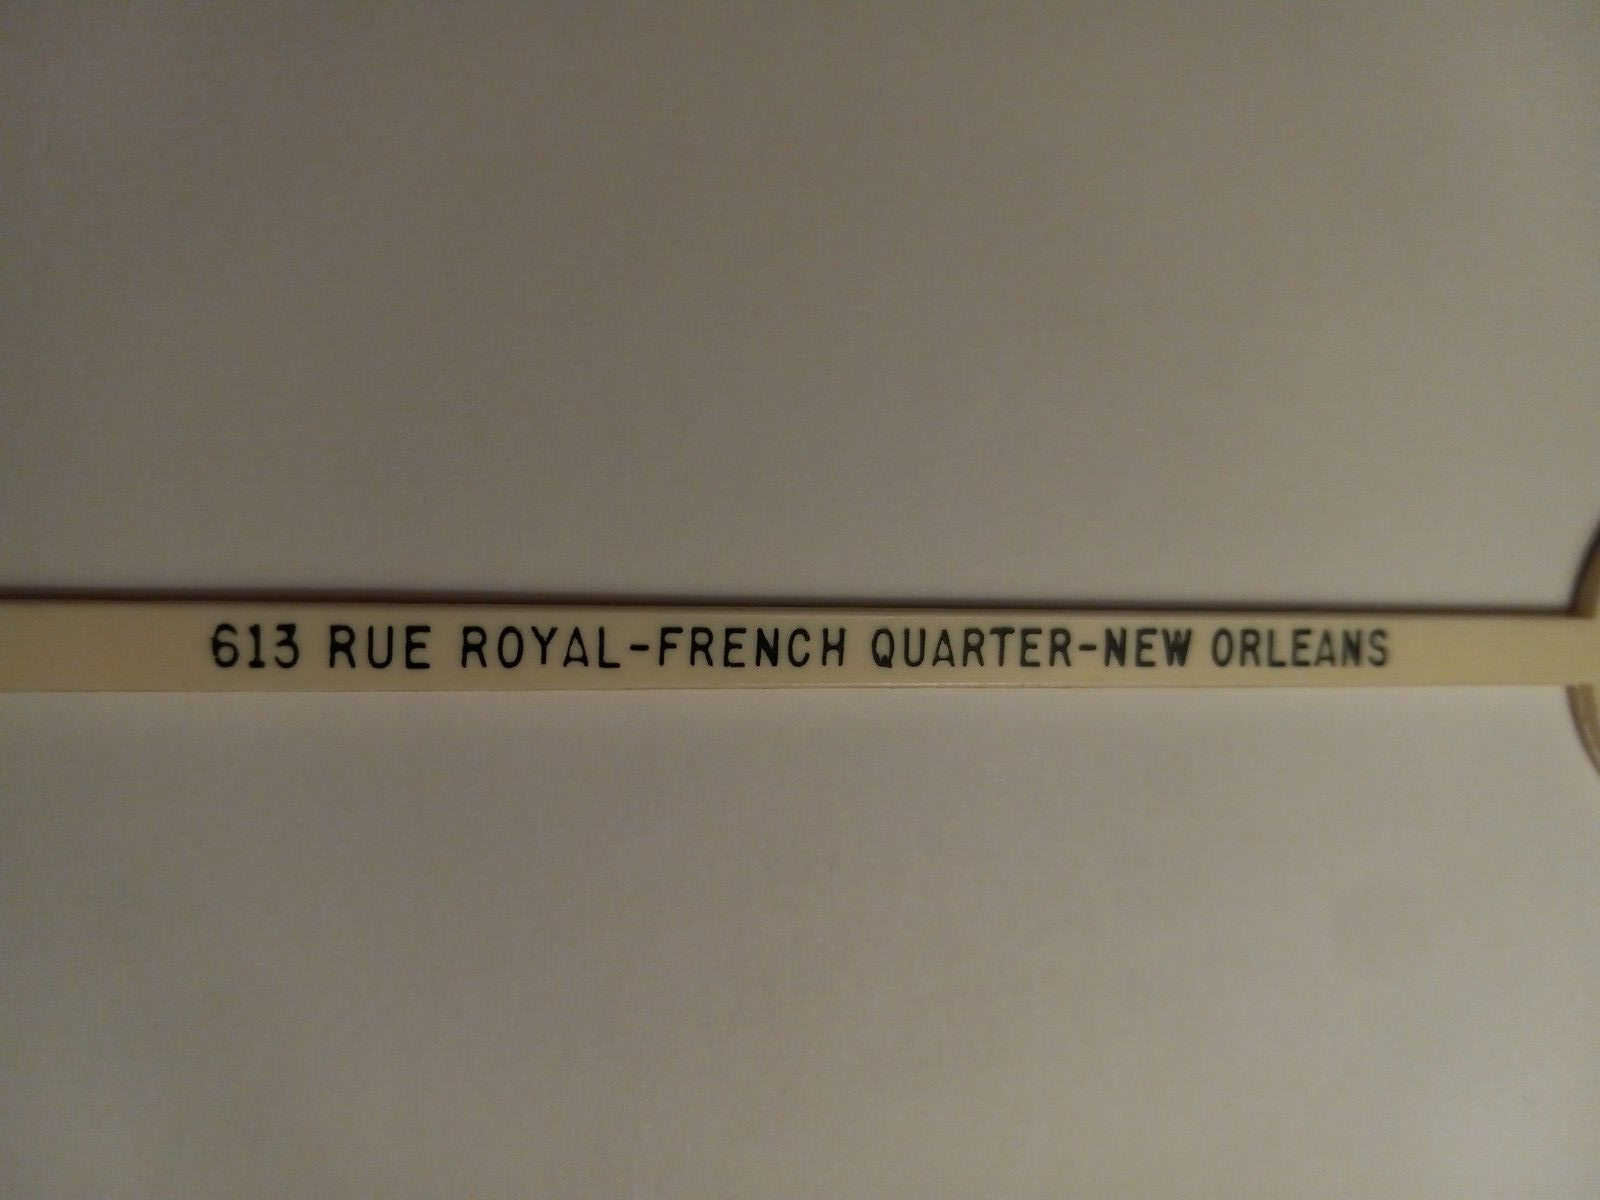 613 RUE ROYAL-FRENCH QUARTER-NEW ORLEANS